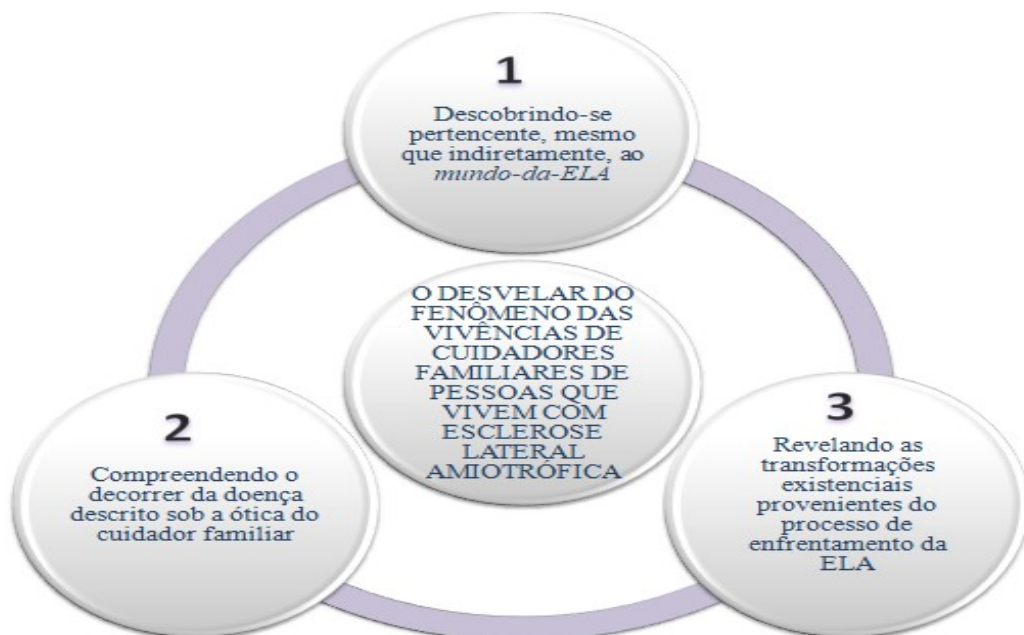 1
Descobrindo-se
pertencente, mesmo
que indiretamente, ao
mundo-da-ELA
O DESVELAR DO
FENÔMENO DAS
VIVÊNCIAS DE
CUIDADORES
FAMILIARES DE
PESSOAS QUE
VIVEM COM
ESCLEROSE
LATERAL
AMIOTRÓFICA
2
Compreendendo o
decorrer da doença
descrito sob a ótica do
cuidador familiar
3
Revelando as
transformações
existenciais
provenientes do
processo de
enfrentamento da
ELA